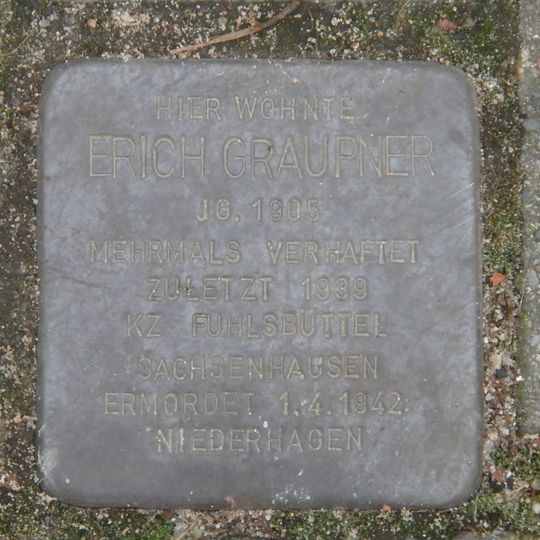 HIER WOHNTE
ERICH GRAUPNER
JG. 1905
MEHRMALS VERHAFTET
ZULETZT 1939
KZ FUHLSBÜTTEL
SACHSENHAUSEN
ERMORDET 1.4.1942
NIEDERHAGEN